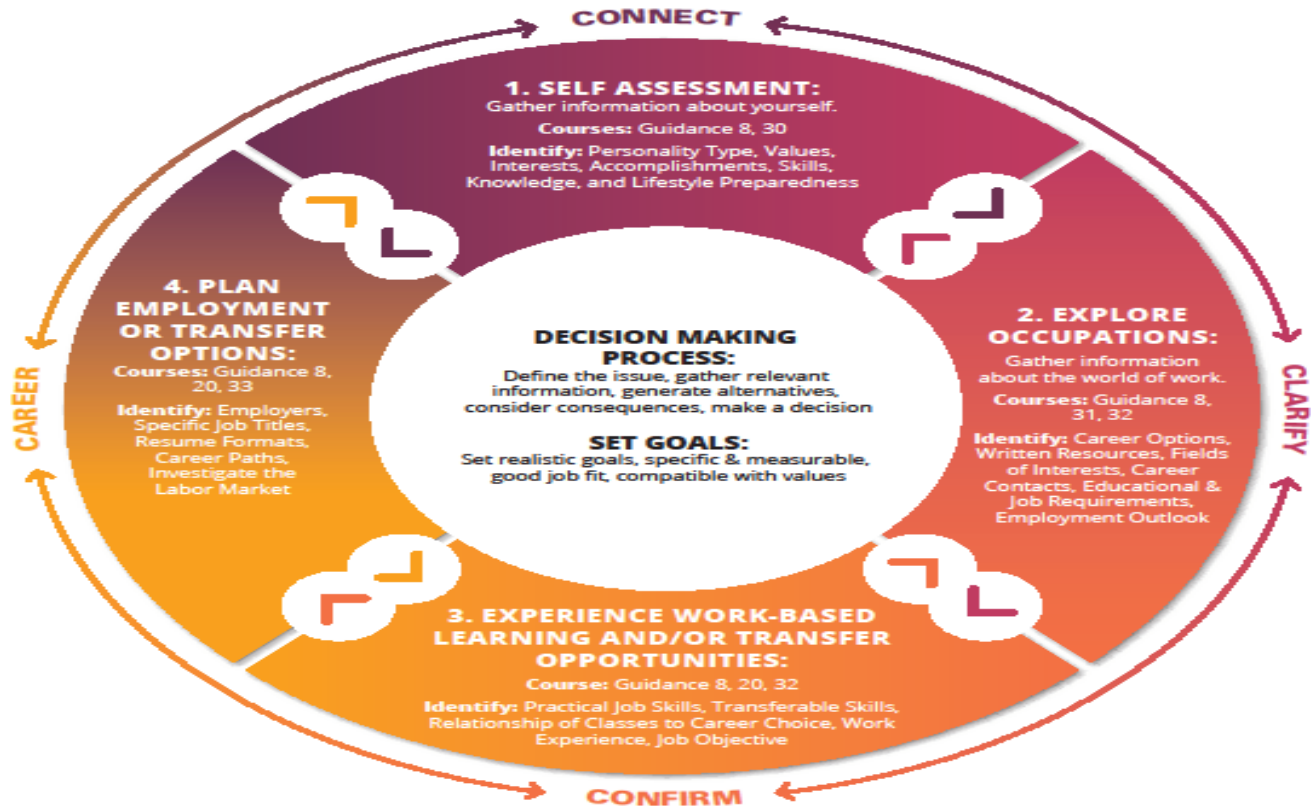 CONNECT
1. SELF ASSESSMENT:
Gather information about yourself.
Courses: Guidance 8, 30
Identify: Personality Type, Values,
Interests, Accomplishments, Skills,
Knowledge, and Lifestyle Preparedness
2. EXPLORE
OCCUPATIONS:
Gather information
about the world of work.
Courses: Guidance 8,
31, 32
Identify: Career Options,
Written Resources, Fields
of Interests, Career
Contacts, Educational &
Job Requirements,
Employment Outlook
CLARIFY
3. EXPERIENCE WORK-BASED
LEARNING AND/OR TRANSFER
OPPORTUNITIES:
Course: Guidance 8, 20, 32
Identify: Practical Job Skills, Transferable Skills,
Relationship of Classes to Career Choice, Work
Experience, Job Objective
CONFIRM
4. PLAN
EMPLOYMENT
OR TRANSFER
OPTIONS:
Courses: Guidance 8,
20, 33
Identify: Employers,
Specific Job Titles,
Resume Formats,
Career Paths,
Investigate the
Labor Market
CAREER
DECISION MAKING
PROCESS:
Define the issue, gather relevant
information, generate alternatives,
consider consequences, make a decision
SET GOALS:
Set realistic goals, specific & measurable,
good job fit, compatible with values